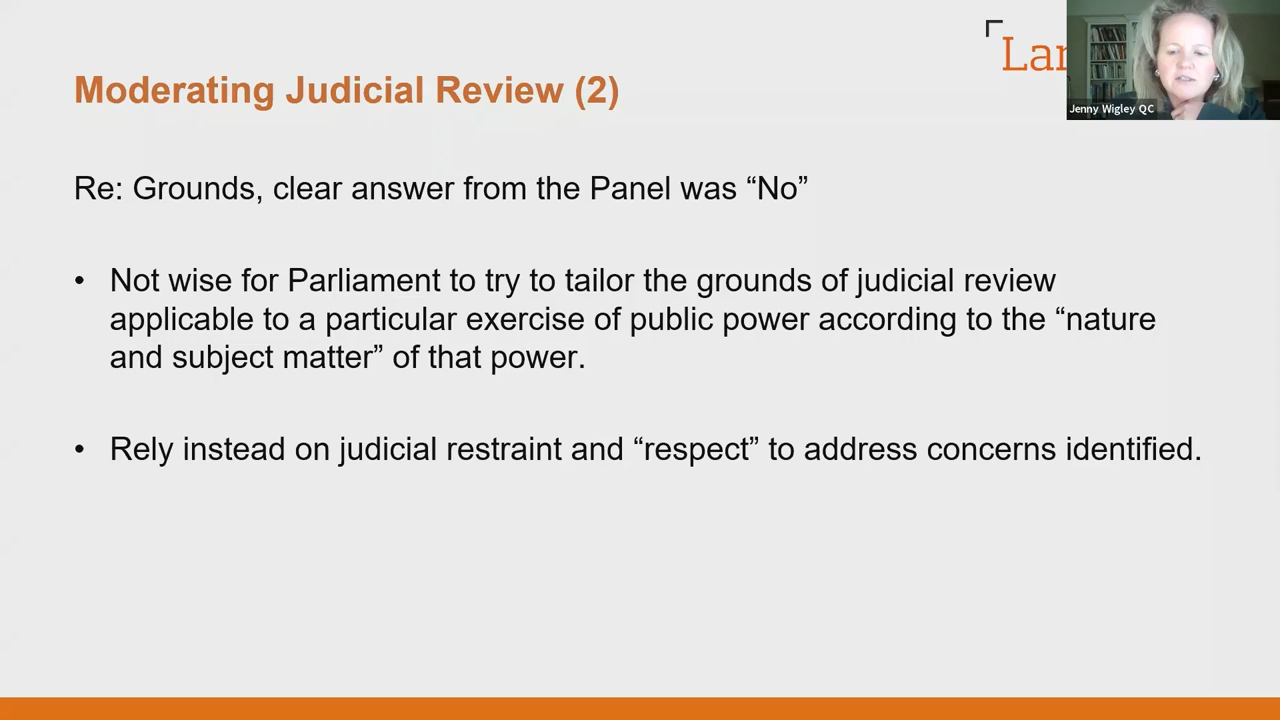 Moderating Judicial Review (2)
Lan
Jenny Wigley QC
Re: Grounds, clear answer from the Panel was “No”
• Not wise for Parliament to try to tailor the grounds of judicial review
applicable to a particular exercise of public power according to the “nature
and subject matter” of that power.
• Rely instead on judicial restraint and “respect” to address concerns identified.